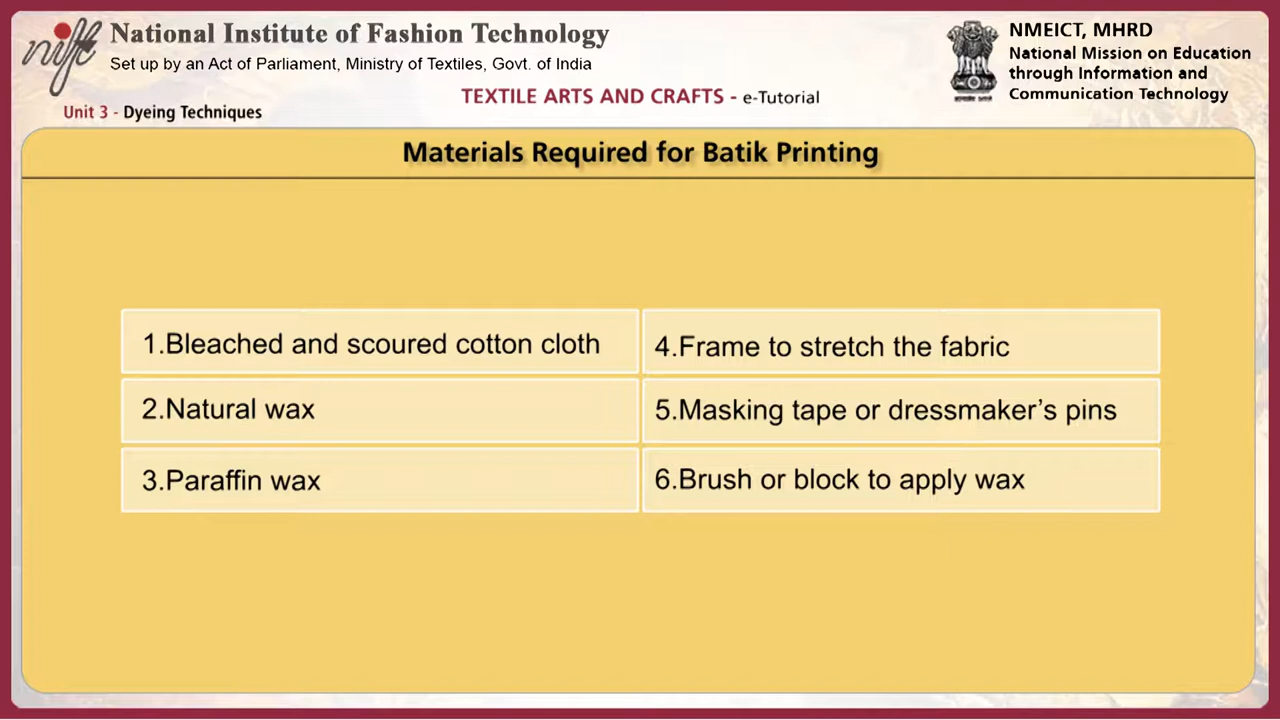 nift
National Institute of Fashion Technology
Set up by an Act of Parliament, Ministry of Textiles, Govt. of India
NMEICT, MHRD
National Mission on Education
through Information and
Communication Technology
TEXTILE ARTS AND CRAFTS - e-Tutorial
Unit 3 - Dyeing Techniques
Materials Required for Batik Printing
1.Bleached and scoured cotton cloth
2.Natural wax
3.Paraffin wax
4.Frame to stretch the fabric
5.Masking tape or dressmaker’s pins
6.Brush or block to apply wax